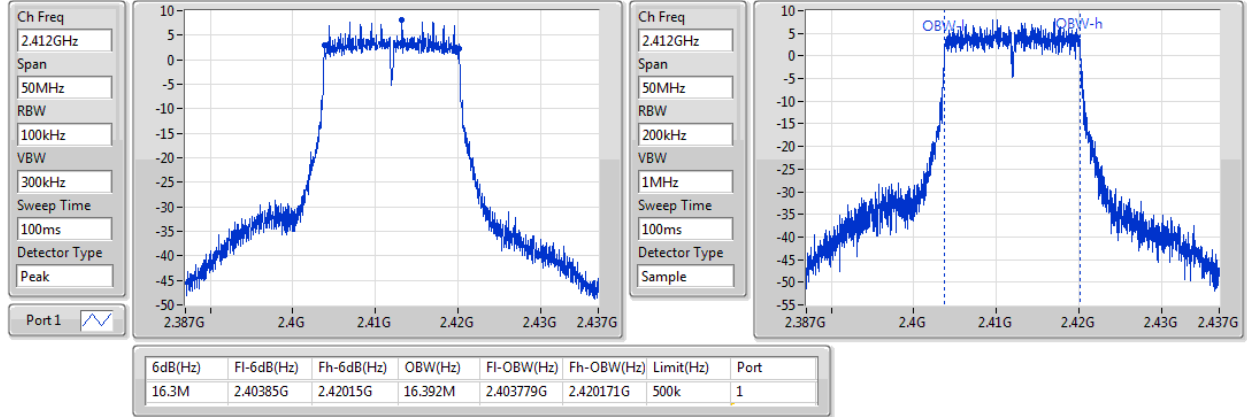 Ch Freq
2.412GHz
Span
50MHz
RBW
100kHz
VBW
300kHz
Sweep Time
100ms
Detector Type
Peak
Port 1
10
5
0
-5
-10
-15
-20
-25
-30
-35
-40
-45
-50
2.387G 2.4G 2.41G 2.42G 2.43G 2.437G
Ch Freq
2.412GHz
Span
50MHz
RBW
200kHz
VBW
1MHz
Sweep Time
100ms
Detector Type
Sample
OBW-l OBW-h
10
5
0
-5
-10
-15
-20
-25
-30
-35
-40
-45
-50
-55
2.387G 2.4G 2.41G 2.42G 2.43G 2.437G
6dB(Hz) Fl-6dB(Hz) Fh-6dB(Hz) OBW(Hz) Fl-OBW(Hz) Fh-OBW(Hz) Limit(Hz) Port
16.3M 2.40385G 2.42015G 16.392M 2.403779G 2.420171G 500k 1